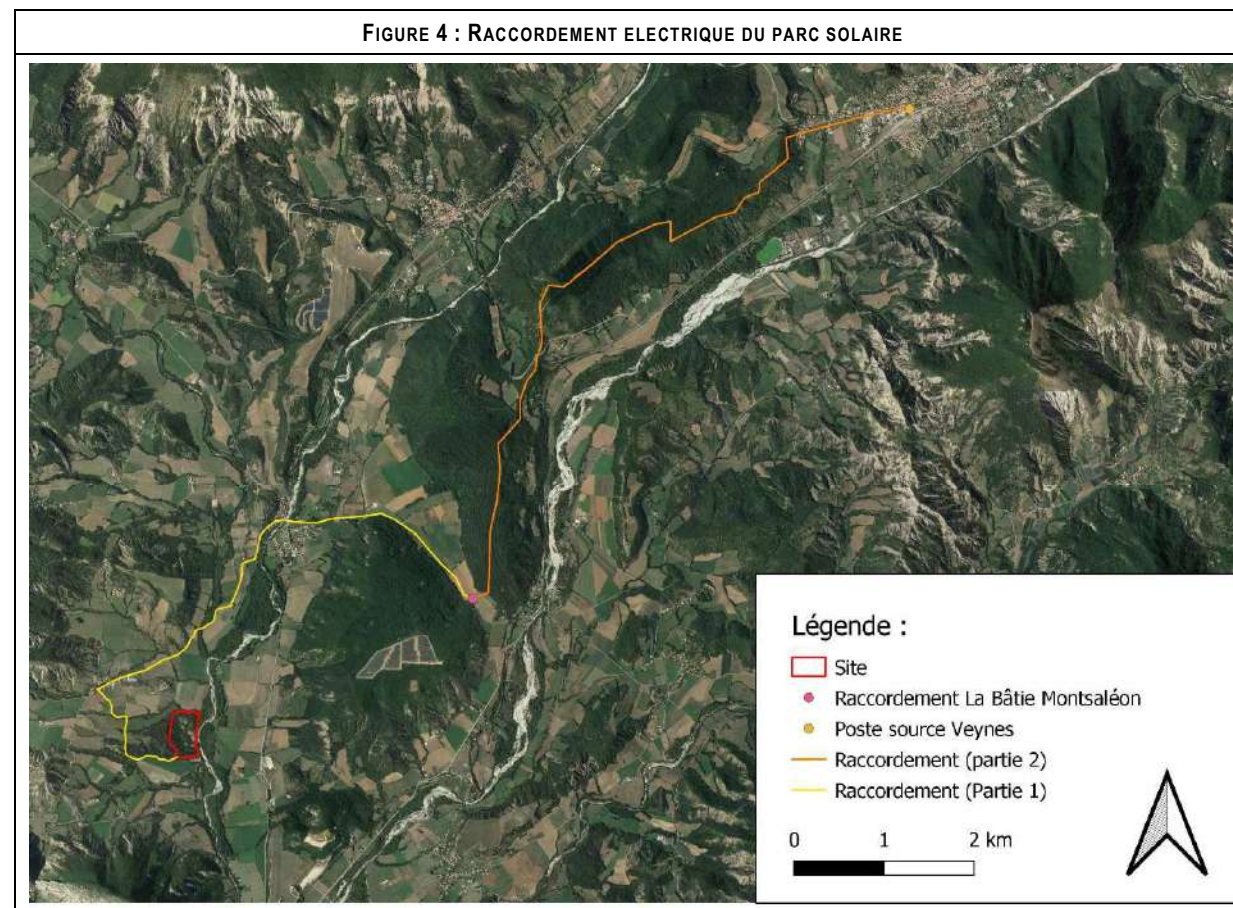 FIGURE 4 : RACCORDEMENT ELECTRIQUE DU PARC SOLAIRE
Légende :
Site
Raccordement La Bâtie Montsaléon
Poste source Veynes
Raccordement (partie 2)
Raccordement (Partie 1)
0 1 2 km